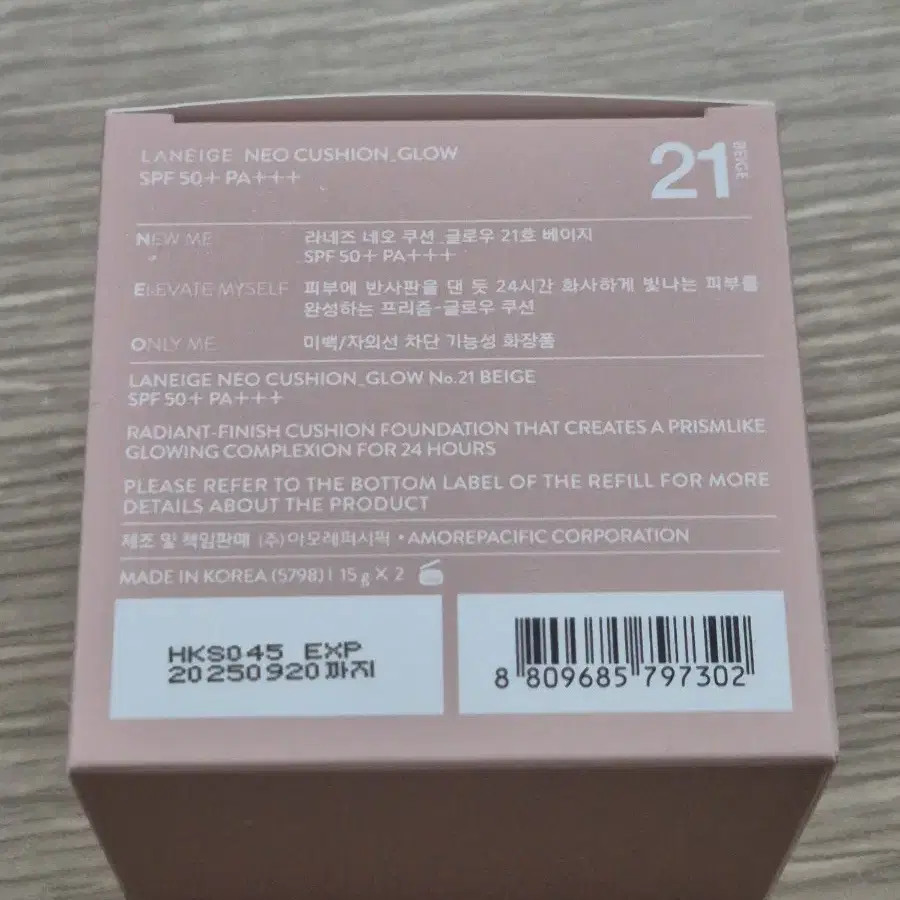 LANEIGE NEO CUSHION_GLOW
SPF 50+ PA+++
21 BEIGE
NEW ME
라네즈 네오 쿠션_글로우 21호 베이지
SPF 50+ PA+++
ELEVATE MYSELF
피부에 반사판을 댄 듯 24시간 화사하게 빛나는 피부를
완성하는 프리즘-글로우 쿠션
ONLY ME
미백/자외선 차단 기능성 화장품
LANEIGE NEO CUSHION_GLOW No.21 BEIGE
SPF 50+ PA+++
RADIANT-FINISH CUSHION FOUNDATION THAT CREATES A PRISMLIKE
GLOWING COMPLEXION FOR 24 HOURS
PLEASE REFER TO THE BOTTOM LABEL OF THE REFILL FOR MORE
DETAILS ABOUT THE PRODUCT
제조 및 책임판매 (주)아모레퍼시픽 • AMOREPACIFIC CORPORATION
MADE IN KOREA (5798) | 15 g X 2
HKS045 EXP
20250920까지
8 809685 797302